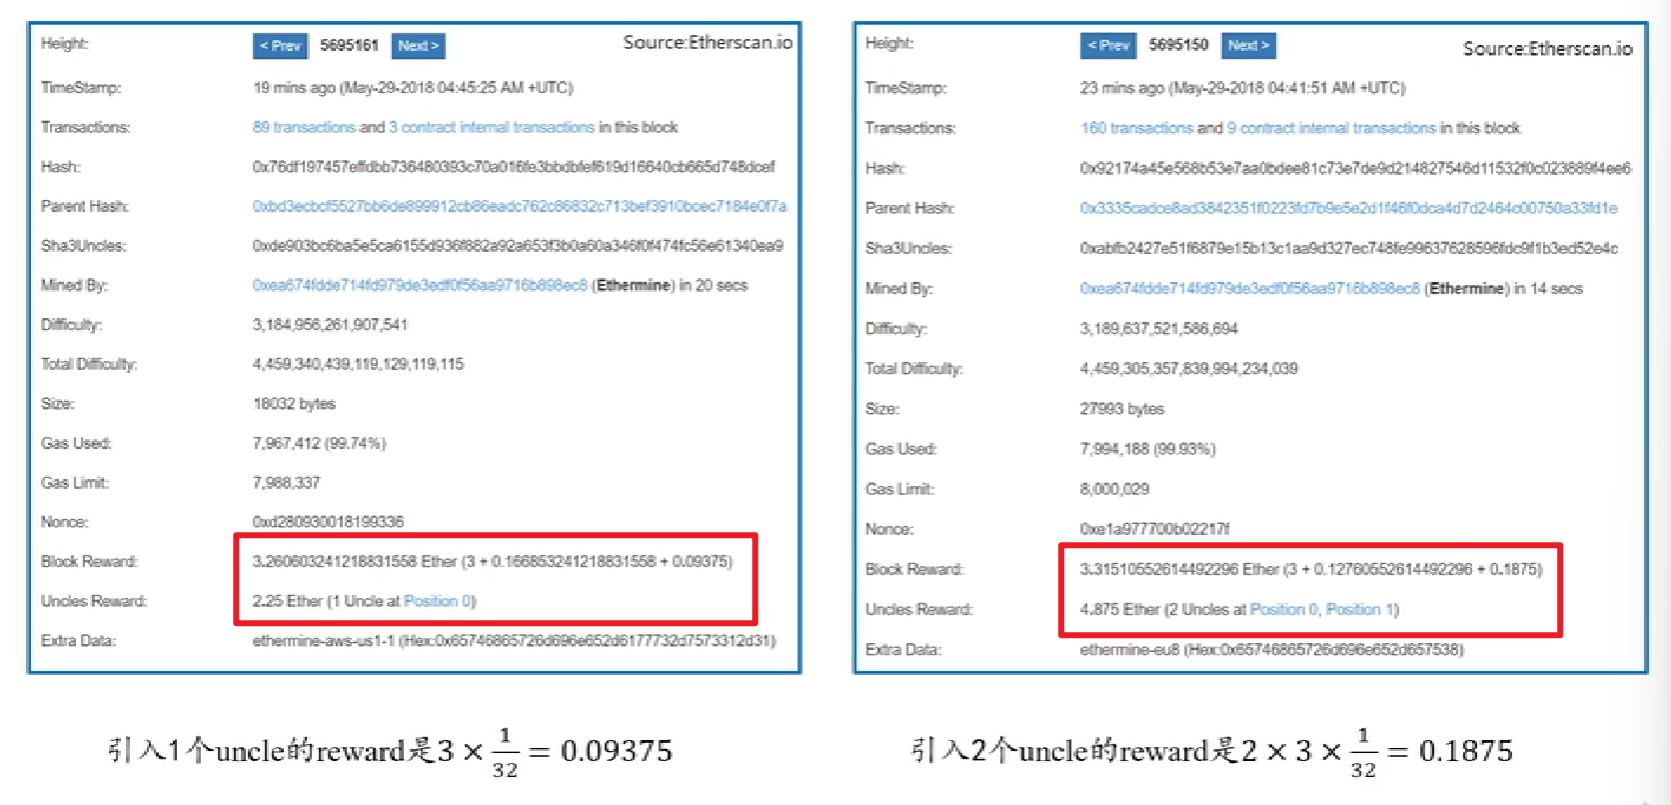 Height: < Prev 5695161 Next > Source:Etherscan.io
TimeStamp: 19 mins ago (May-29-2018 04:45:25 AM +UTC)
Transactions: 89 transactions and 3 contract internal transactions in this block
Hash: 0x76df197457effdbb736480393c70a016fe3bbdbfef619d16640cb665d748dcef
Parent Hash: 0xbd3ecbcf5527bb6de899912cb86eadc762c86832c713bef3910bcec7184e0f7a
Sha3Uncles: 0xde903bc6ba5e5ca6155d936f882a92a653f3b0a60a346f0f474fc56e61340ea9
Mined By: 0xea674fdde714fd979de3edf0f56aa9716b898ec8 (Ethermine) in 20 secs
Difficulty: 3,184,956,261,907,541
Total Difficulty: 4,459,340,439,119,129,119,115
Size: 18032 bytes
Gas Used: 7,967,412 (99.74%)
Gas Limit: 7,988,337
Nonce: 0xd280930018199336
Block Reward: 3.260603241218831558 Ether (3 + 0.166853241218831558 + 0.09375)
Uncles Reward: 2.25 Ether (1 Uncle at Position 0)
Extra Data: ethermine-aws-us1-1 (Hex:0x65746865726d696e652d6177732d7573312d31)
引入1个uncle的reward是3 × 1/32 = 0.09375
Height: < Prev 5695150 Next > Source:Etherscan.io
TimeStamp: 23 mins ago (May-29-2018 04:41:51 AM +UTC)
Transactions: 160 transactions and 9 contract internal transactions in this block
Hash: 0x92174a45e568b53e7aa0bdee81c73e7de9d214827546d11532f0c023889f4ee6
Parent Hash: 0x3335cadce8ad3842351f0223fd7b9e5e2d1f46f0dca4d7d2464c00750a33fd1e
Sha3Uncles: 0xabfb2427e51f6879e15b13c1aa9d327ec748fe99637628596fdc9f1b3ed52e4c
Mined By: 0xea674fdde714fd979de3edf0f56aa9716b898ec8 (Ethermine) in 14 secs
Difficulty: 3,189,637,521,586,694
Total Difficulty: 4,459,305,357,839,994,234,039
Size: 27993 bytes
Gas Used: 7,994,188 (99.93%)
Gas Limit: 8,000,029
Nonce: 0xe1a977700b02217f
Block Reward: 3.31510552614492296 Ether (3 + 0.12760552614492296 + 0.1875)
Uncles Reward: 4.875 Ether (2 Uncles at Position 0, Position 1)
Extra Data: ethermine-eu8 (Hex:0x65746865726d696e652d657538)
引入2个uncle的reward是2 × 3 × 1/32 = 0.1875